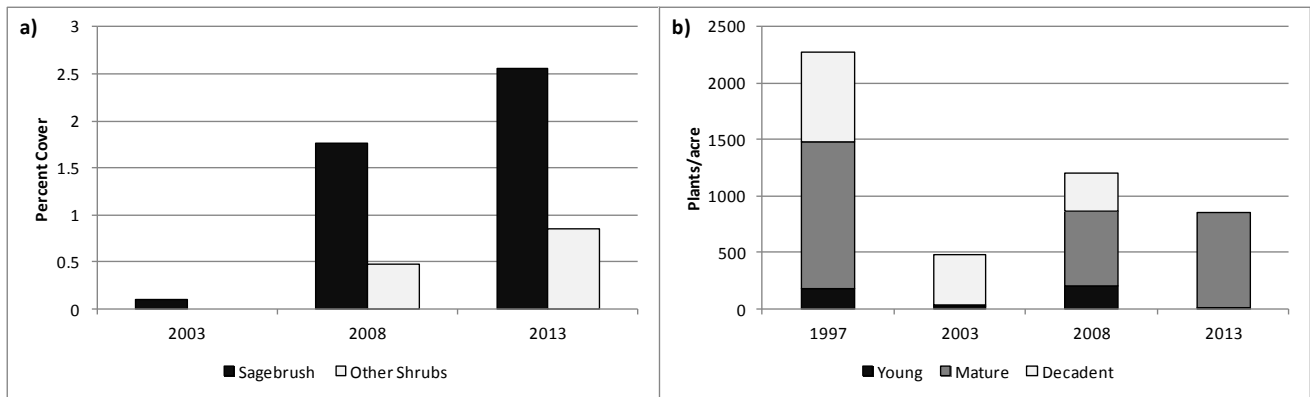 a)
Percent Cover
3
2.5
2
1.5
1
0.5
0
2003 2008 2013
Sagebrush Other Shrubs
b)
Plants/acre
2500
2000
1500
1000
500
0
1997 2003 2008 2013
Young Mature Decadent